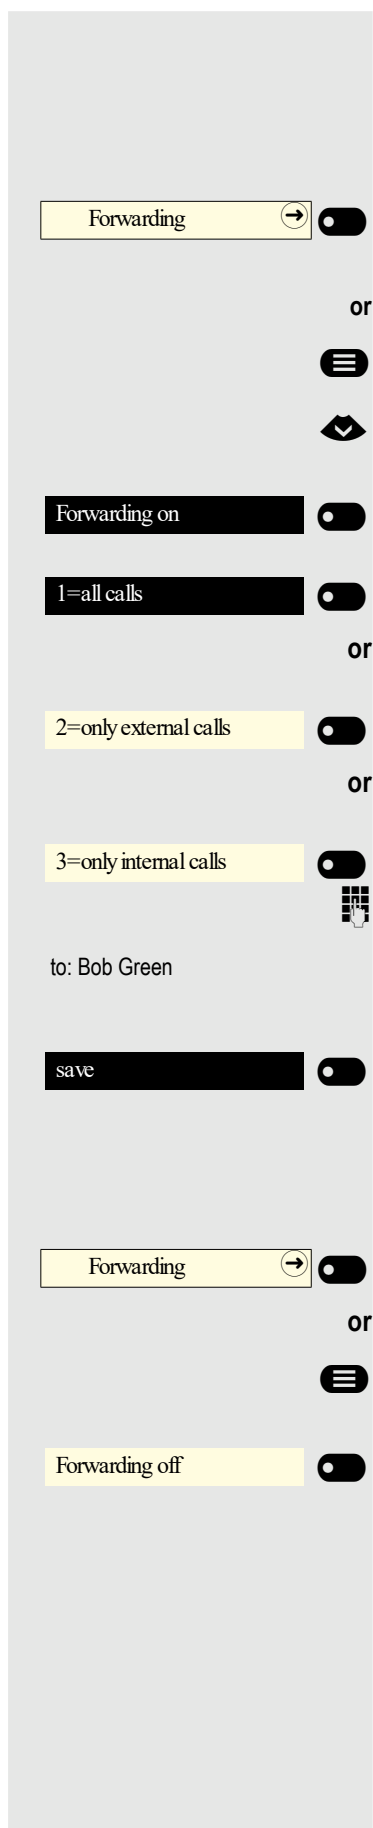 Forwarding
or
Forwarding on
1=all calls
or
2=only external calls
or
3=only internal calls
to: Bob Green
save
Forwarding
or
Forwarding off